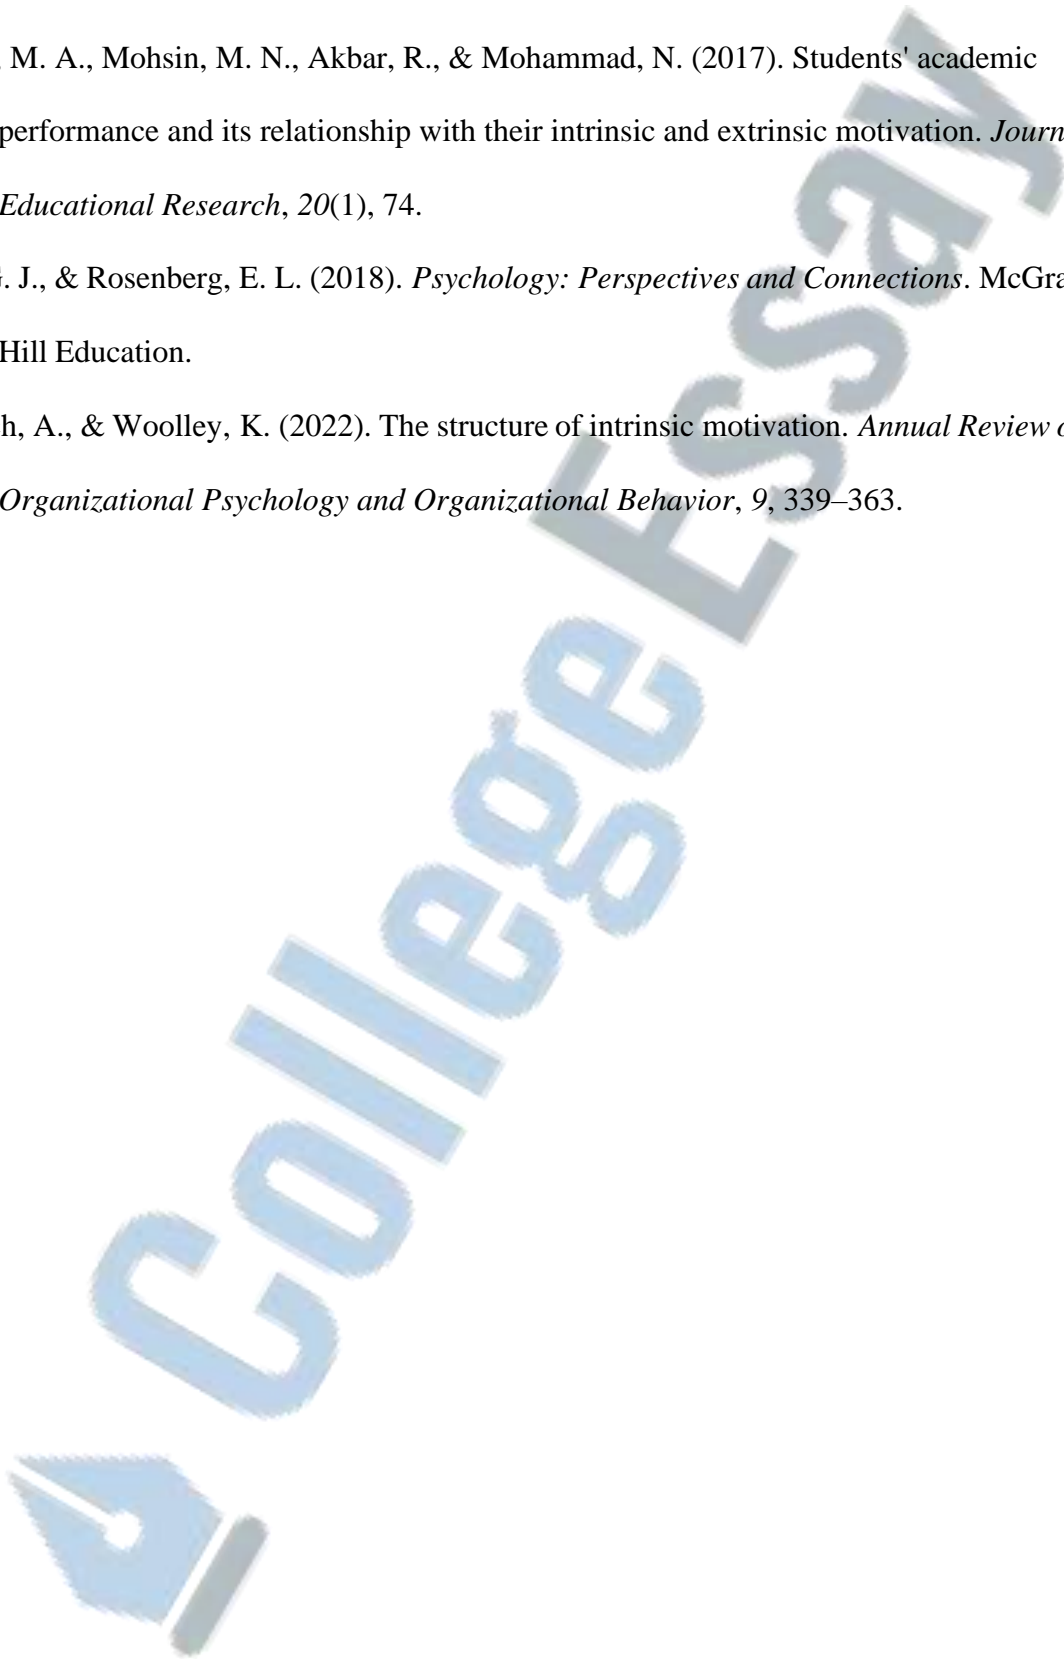 M. A., Mohsin, M. N., Akbar, R., & Mohammad, N. (2017). Students' academic
performance and its relationship with their intrinsic and extrinsic motivation.
Educational Research, 20(1), 74.
J., & Rosenberg, E. L. (2018). Psychology: Perspectives and Connections.
Hill Education.
A., & Woolley, K. (2022). The structure of intrinsic motivation. Annual Review
Organizational Psychology and Organizational Behavior, 9, 339–363.
College Essay